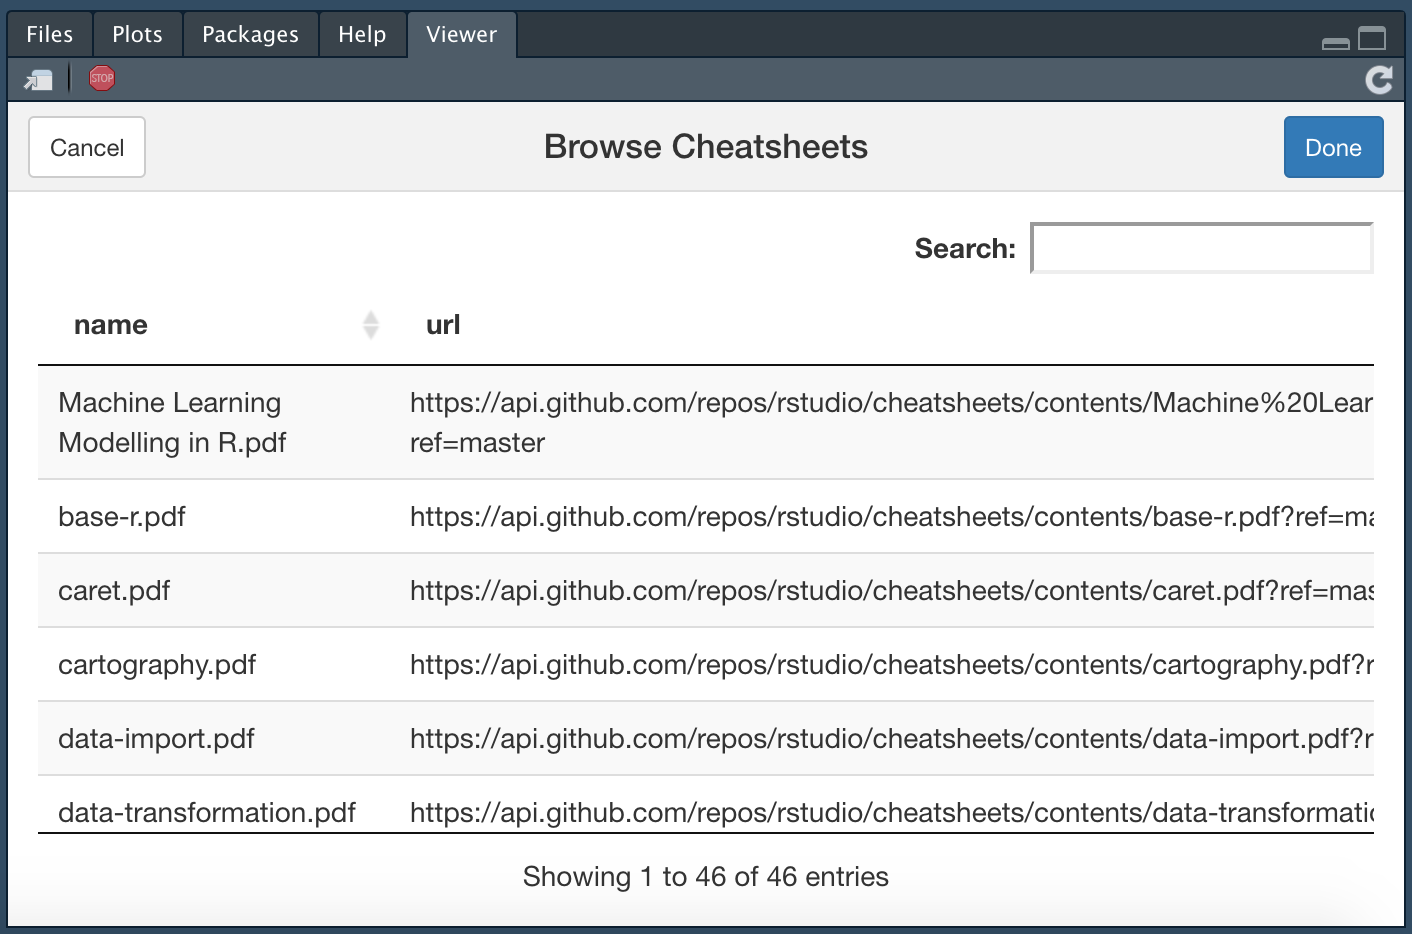 Files Plots Packages Help Viewer
STOP
Cancel Browse Cheatsheets Done
Search:
name url
Machine Learning https://api.github.com/repos/rstudio/cheatsheets/contents/Machine%20Lear
Modelling in R.pdf ref=master
base-r.pdf https://api.github.com/repos/rstudio/cheatsheets/contents/base-r.pdf?ref=ma
caret.pdf https://api.github.com/repos/rstudio/cheatsheets/contents/caret.pdf?ref=mas
cartography.pdf https://api.github.com/repos/rstudio/cheatsheets/contents/cartography.pdf?r
data-import.pdf https://api.github.com/repos/rstudio/cheatsheets/contents/data-import.pdf?r
data-transformation.pdf https://api.github.com/repos/rstudio/cheatsheets/contents/data-transformatio
Showing 1 to 46 of 46 entries